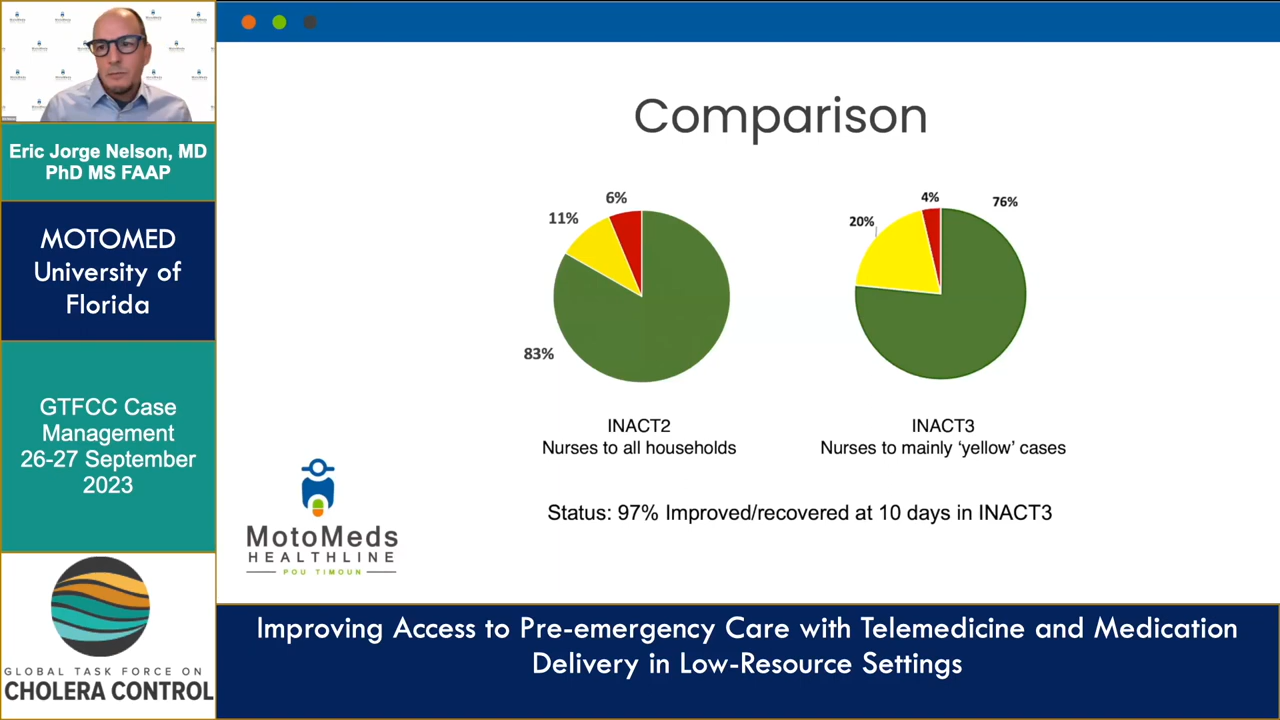 Eric Jorge Nelson, MD
PhD MS FAAP
MOTOMED
University of
Florida
GTFCC Case
Management
26-27 September
2023
GLOBAL TASK FORCE ON
CHOLERA CONTROL
Comparison
6%
11%
83%
4%
76%
20%
INACT2
Nurses to all households
INACT3
Nurses to mainly ‘yellow’ cases
Status: 97% Improved/recovered at 10 days in INACT3
MotoMeds
HEALTHLINE
POU TIMOUN
Improving Access to Pre-emergency Care with Telemedicine and Medication
Delivery in Low-Resource Settings